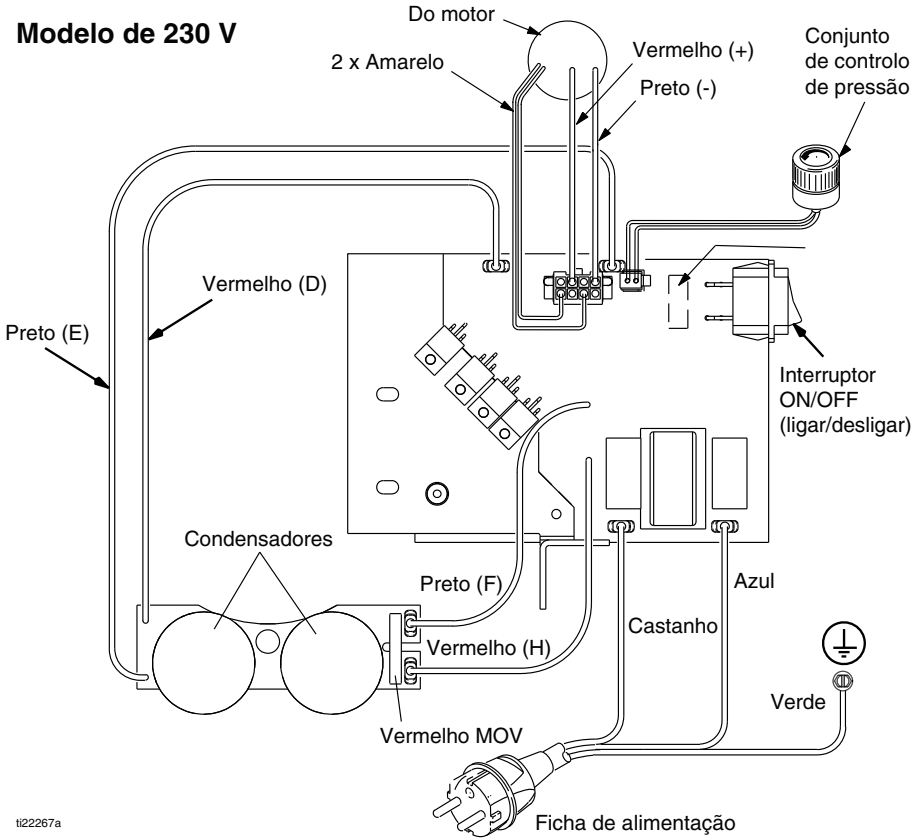 Modelo de 230 V
Do motor
2 x Amarelo
Vermelho (+)
Preto (-)
Conjunto
de controlo
de pressão
Vermelho (D)
Preto (E)
Interruptor
ON/OFF
(ligar/desligar)
Condensadores
Preto (F)
Vermelho (H)
Azul
Castanho
Verde
Vermelho MOV
Ficha de alimentação
ti22267a